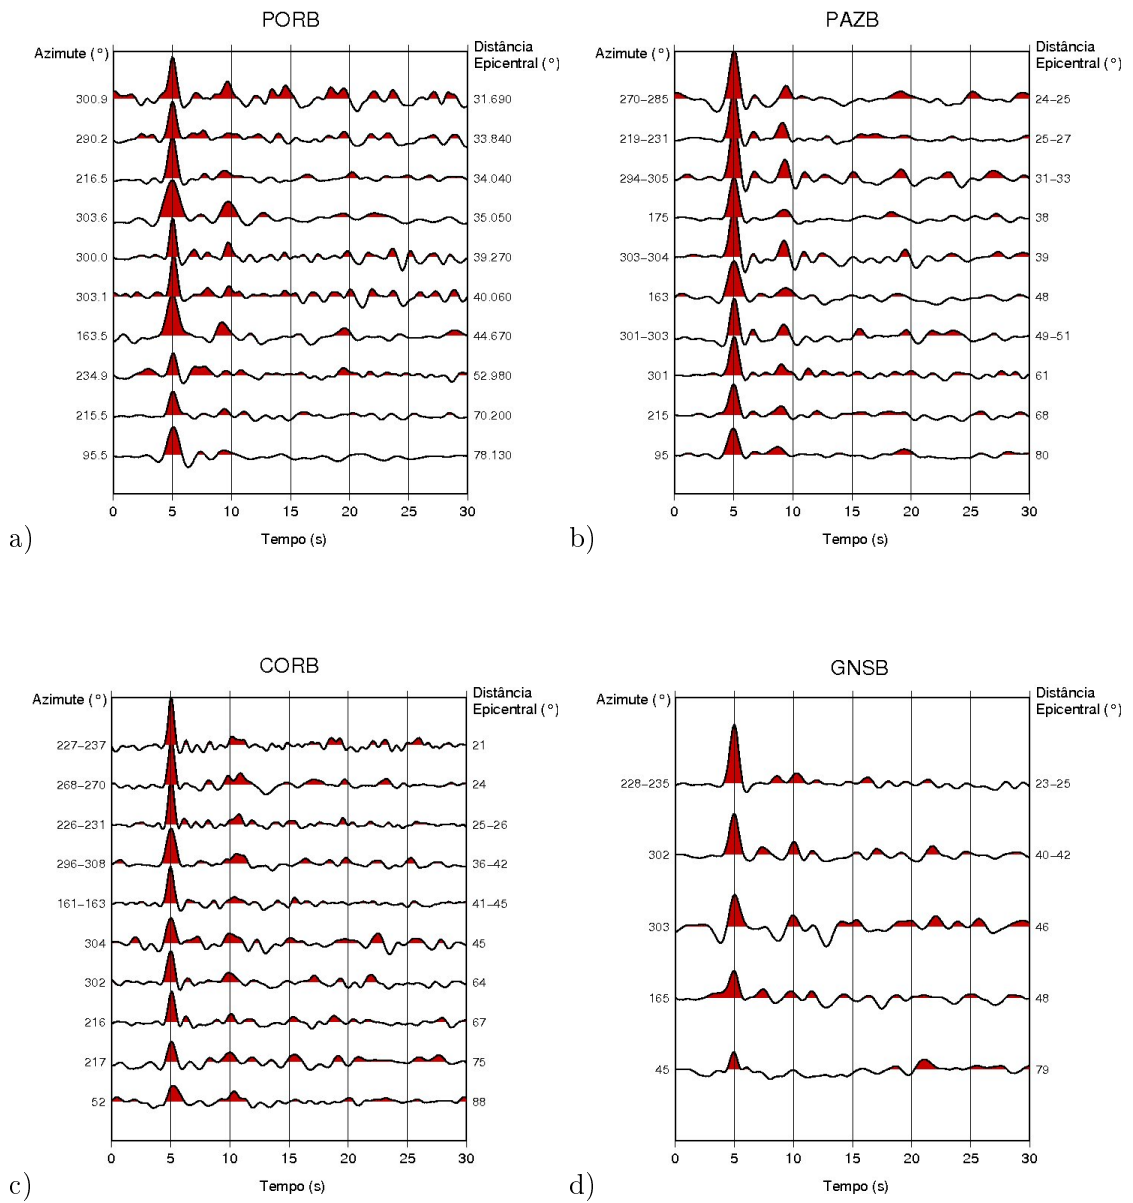 PORB
Azimute (°)
Distância
Epicentral (°)
300.9 31.690
290.2 33.840
216.5 34.040
303.6 35.050
300.0 39.270
303.1 40.060
163.5 44.670
234.9 52.980
215.5 70.200
95.5 78.130
0 5 10 15 20 25 30
Tempo (s)
a)
PAZB
Azimute (°)
Distância
Epicentral (°)
270-285 24-25
219-231 25-27
294-305 31-33
175 38
303-304 39
163 48
301-303 49-51
301 61
215 68
95 80
0 5 10 15 20 25 30
Tempo (s)
b)
CORB
Azimute (°)
Distância
Epicentral (°)
227-237 21
268-270 24
226-231 25-26
296-308 36-42
161-163 41-45
304 45
302 64
216 67
217 75
52 88
0 5 10 15 20 25 30
Tempo (s)
c)
GNSB
Azimute (°)
Distância
Epicentral (°)
228-235 23-25
302 40-42
303 46
165 48
45 79
0 5 10 15 20 25 30
Tempo (s)
d)